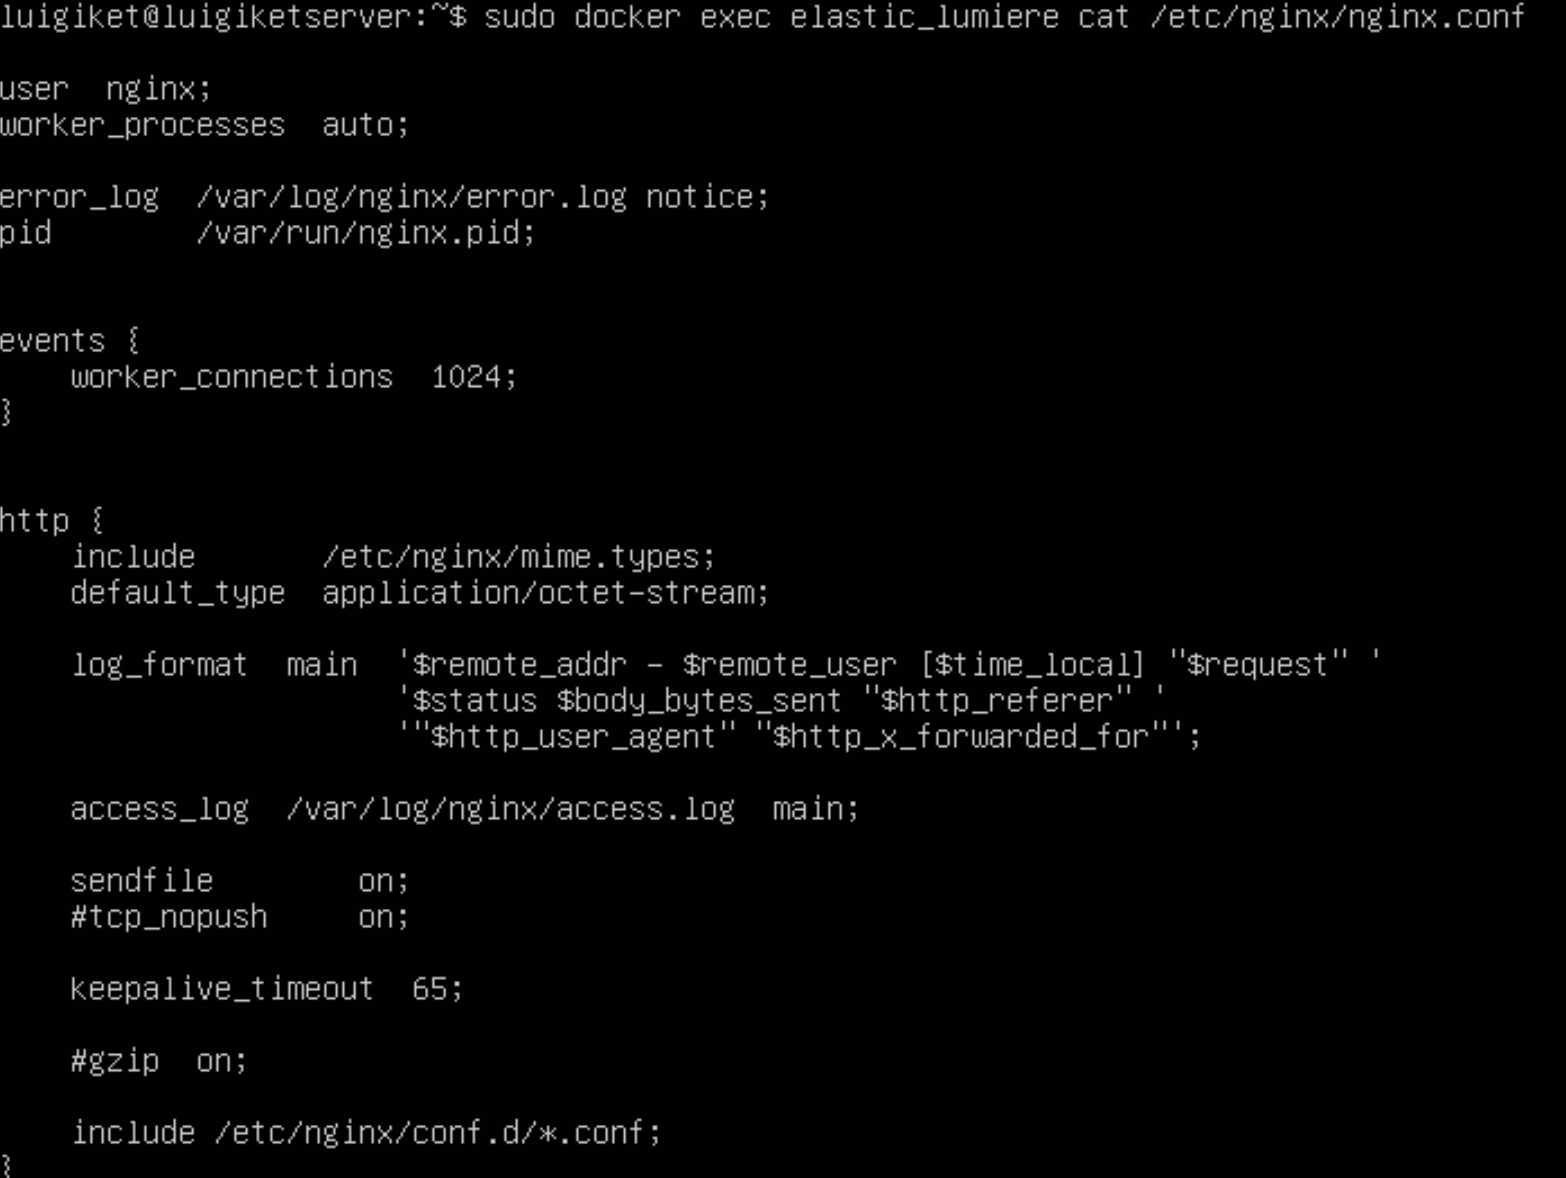 luigiket@luigiketserver:~$ sudo docker exec elastic_lumiere cat /etc/nginx/nginx.conf

user  nginx;
worker_processes  auto;

error_log  /var/log/nginx/error.log notice;
pid        /var/run/nginx.pid;


events {
    worker_connections  1024;
}


http {
    include       /etc/nginx/mime.types;
    default_type  application/octet-stream;

    log_format  main  '$remote_addr - $remote_user [$time_local] "$request" '
                      '$status $body_bytes_sent "$http_referer" '
                      '"$http_user_agent" "$http_x_forwarded_for"';

    access_log  /var/log/nginx/access.log  main;

    sendfile        on;
    #tcp_nopush     on;

    keepalive_timeout  65;

    #gzip  on;

    include /etc/nginx/conf.d/*.conf;
}